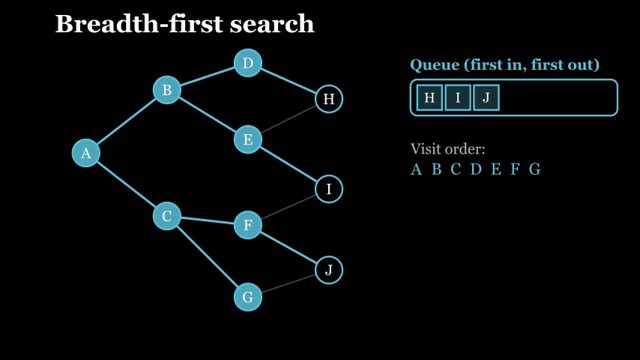 Breadth-first search
Queue (first in, first out)
H I J
Visit order:
A B C D E F G
D
B
H
E
A
I
C
F
J
G